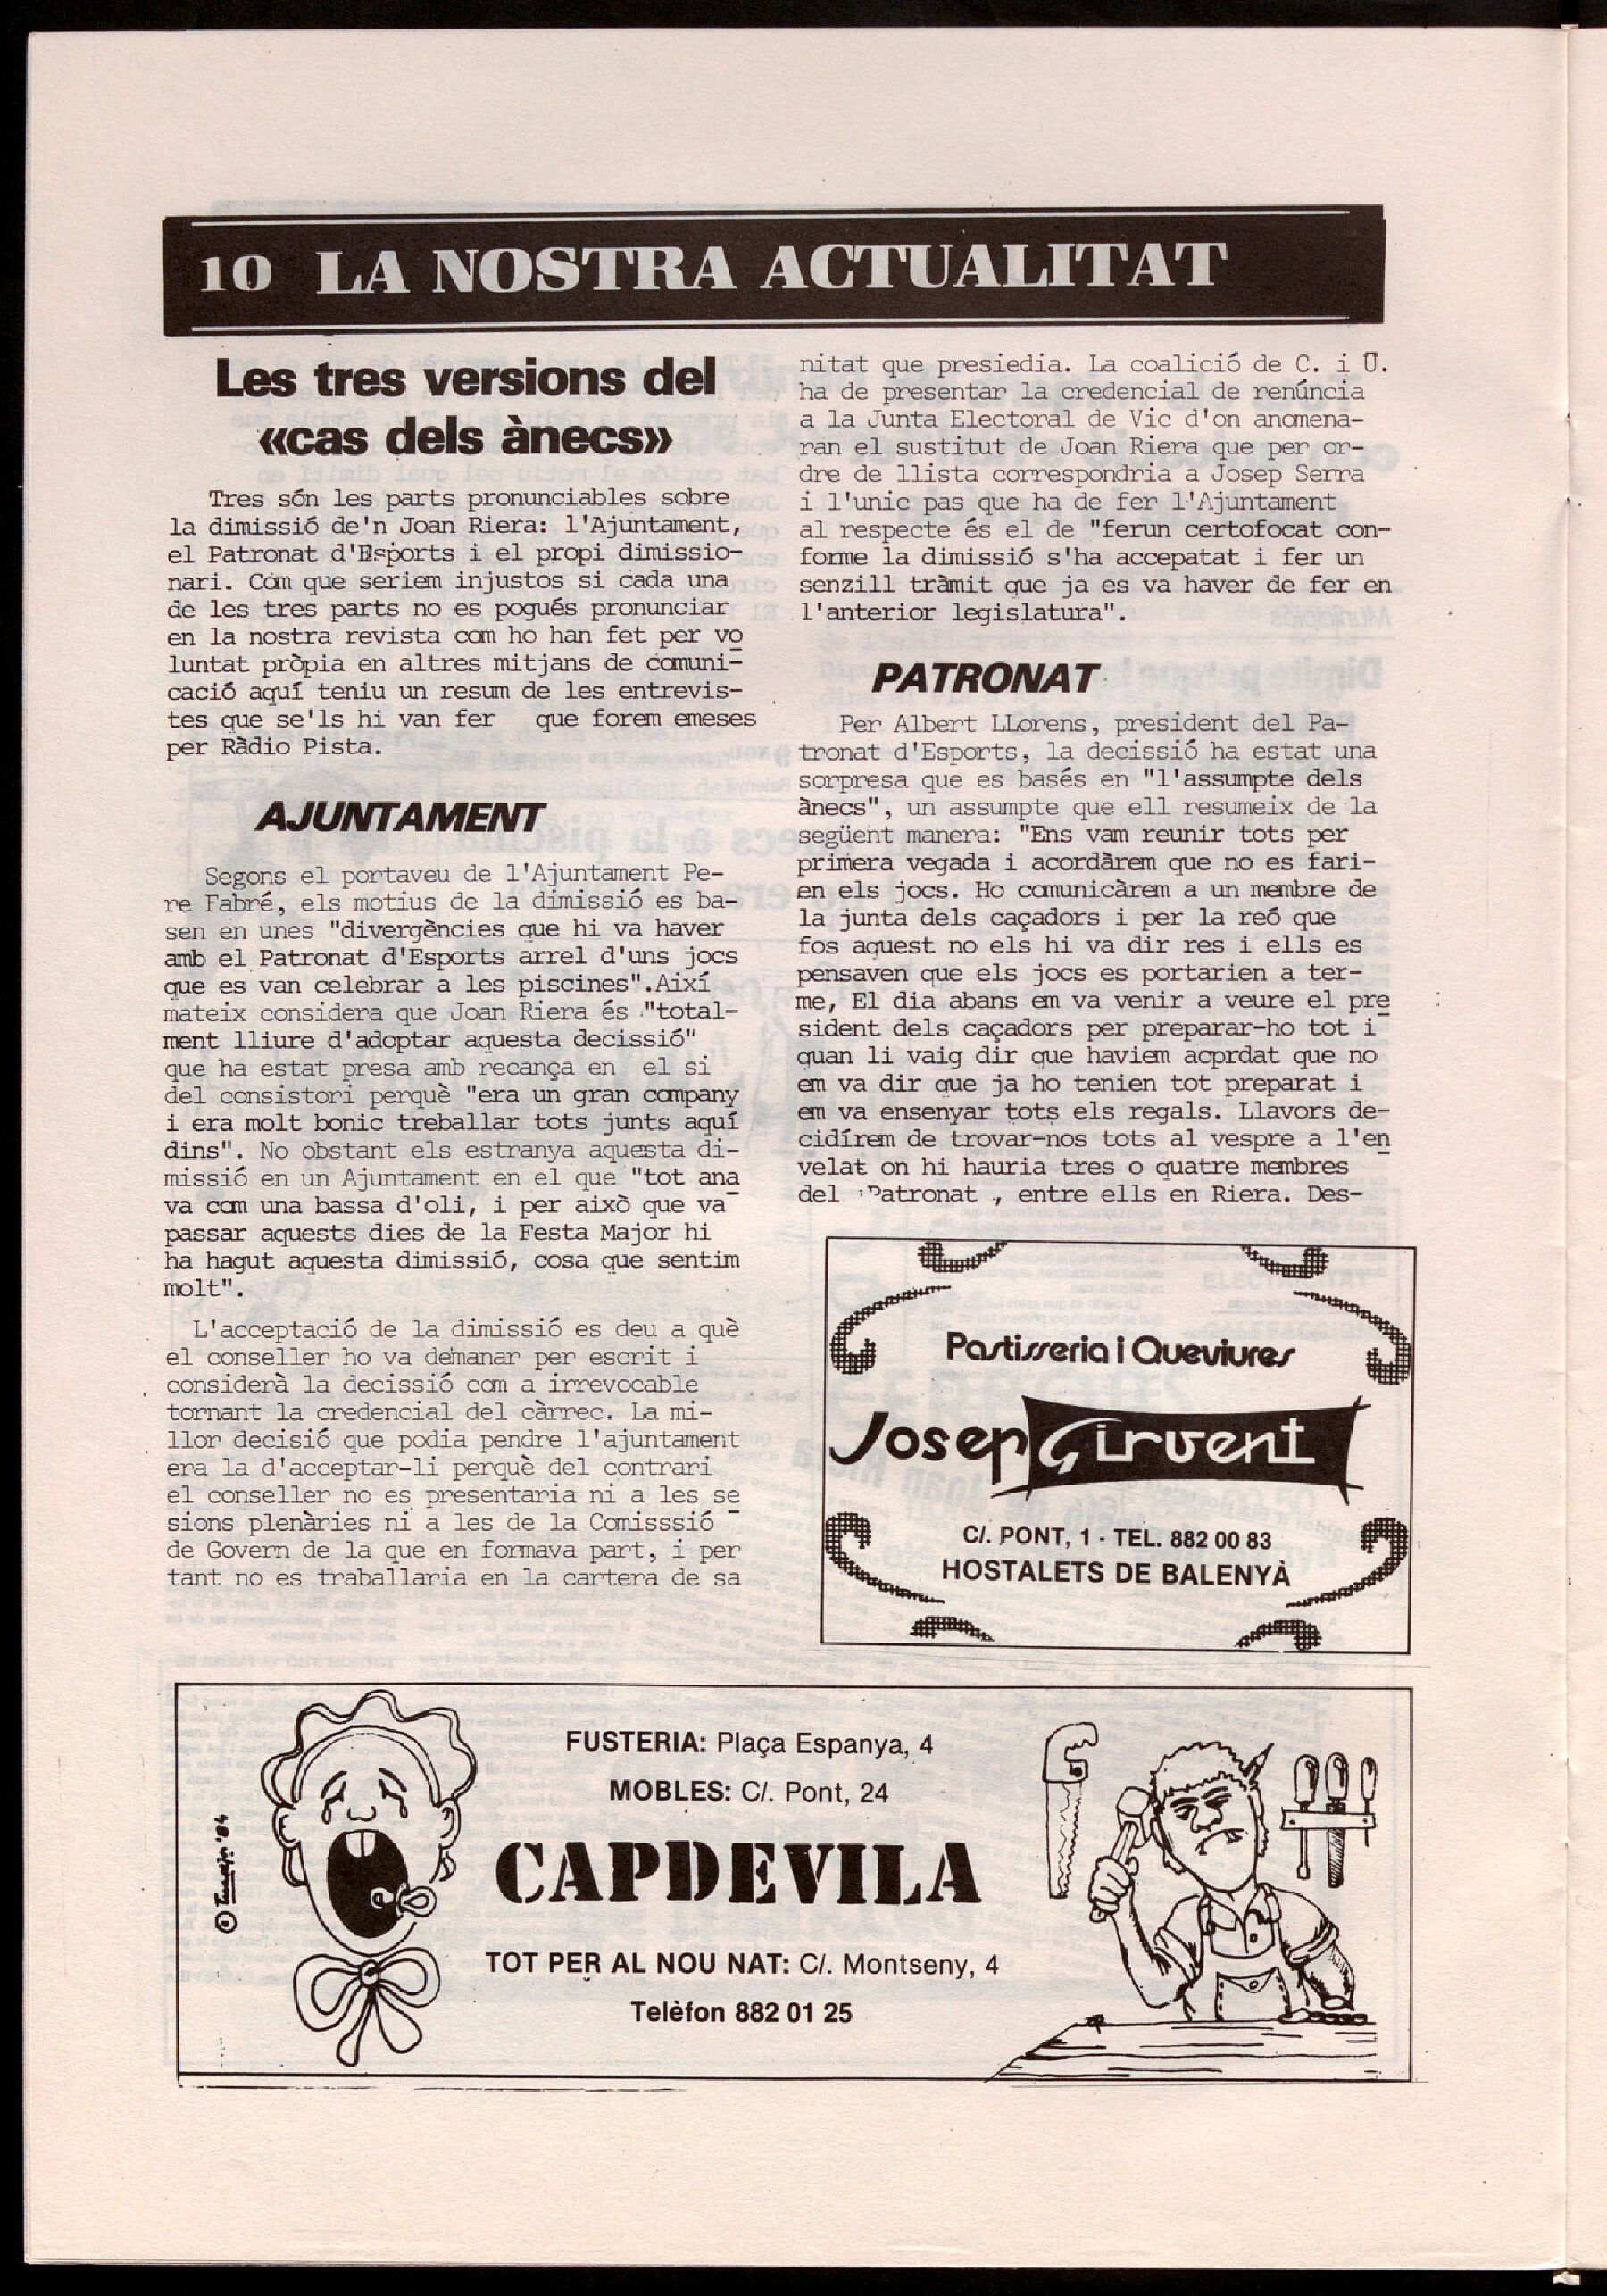 10 LA NOSTRA ACTUALITAT
Les tres versions del
«cas dels ànecs»
Tres són les parts pronunciables sobre
la dimissió de'n Joan Riera: l'Ajuntament,
el Patronat d'Esports i el propi dimissio-
nari. Com que seriem injustos si cada una
de les tres parts no es pogués pronunciar
en la nostra revista com ho han fet per vo
luntat pròpia en altres mitjans de comuni-
cació aquí teniu un resum de les entrevis-
tes que se'ls hi van fer que forem emeses
per Ràdio Pista.
AJUNTAMENT
Segons el portaveu de l'Ajuntament Pe-
re Fabré, els motius de la dimissió es ba-
sen en unes "divergències que hi va haver
amb el Patronat d'Esports arrel d'uns jocs
que es van celebrar a les piscines".Així
mateix considera que Joan Riera és "total-
ment lliure d'adoptar aquesta decissió"
que ha estat presa amb recança en el si
del consistori perquè "era un gran company
i era molt bonic treballar tots junts aquí
dins". No obstant els estranya aquesta di-
missió en un Ajuntament en el que "tot ana
va com una bassa d'oli, i per això que va
passar aquests dies de la Festa Major hi
ha hagut aquesta dimissió, cosa que sentim
molt".
L'acceptació de la dimissió es deu a què
el conseller ho va demanar per escrit i
considerà la decissió com a irrevocable
tornant la credencial del càrrec. La mi-
llor decisió que podia pendre l'ajuntament
era la d'acceptar-li perquè del contrari
el conseller no es presentaria ni a les se
sions plenàries ni a les de la Comisssió
de Govern de la que en formava part, i per
tant no es traballaria en la cartera de sa
nitat que presiedia. La coalició de C. i U.
ha de presentar la credencial de renúncia
a la Junta Electoral de Vic d'on anomena-
ran el sustitut de Joan Riera que per or-
dre de llista correspondria a Josep Serra
i l'unic pas que ha de fer l'Ajuntament
al respecte és el de "ferun certofocat con-
forme la dimissió s'ha accepatat i fer un
senzill tràmit que ja es va haver de fer en
l'anterior legislatura".
PATRONAT
Per Albert LLorens, president del Pa-
tronat d'Esports, la decissió ha estat una
sorpresa que es basés en "l'assumpte dels
ànecs", un assumpte que ell resumeix de la
següent manera: "Ens vam reunir tots per
primera vegada i acordàrem que no es fari-
en els jocs. Ho comunicàrem a un membre de
la junta dels caçadors i per la reó que
fos aquest no els hi va dir res i ells es
pensaven que els jocs es portarien a ter-
me, El dia abans em va venir a veure el pre
sident dels caçadors per preparar-ho tot i
quan li vaig dir que haviem acprdat que no
em va dir que ja ho tenien tot preparat i
em va ensenyar tots els regals. Llavors de-
cidírem de trovar-nos tots al vespre a l'en
velat on hi hauria tres o quatre membres
del Patronat , entre ells en Riera. Des-
Pastisseria i Queviures
Josep Girvent
C/. PONT, 1 - TEL. 882 00 83
HOSTALETS DE BALENYÀ
FUSTERIA: Plaça Espanya, 4
MOBLES: C/. Pont, 24
CAPDEVILA
TOT PER AL NOU NAT: C/. Montseny, 4
Telèfon 882 01 25